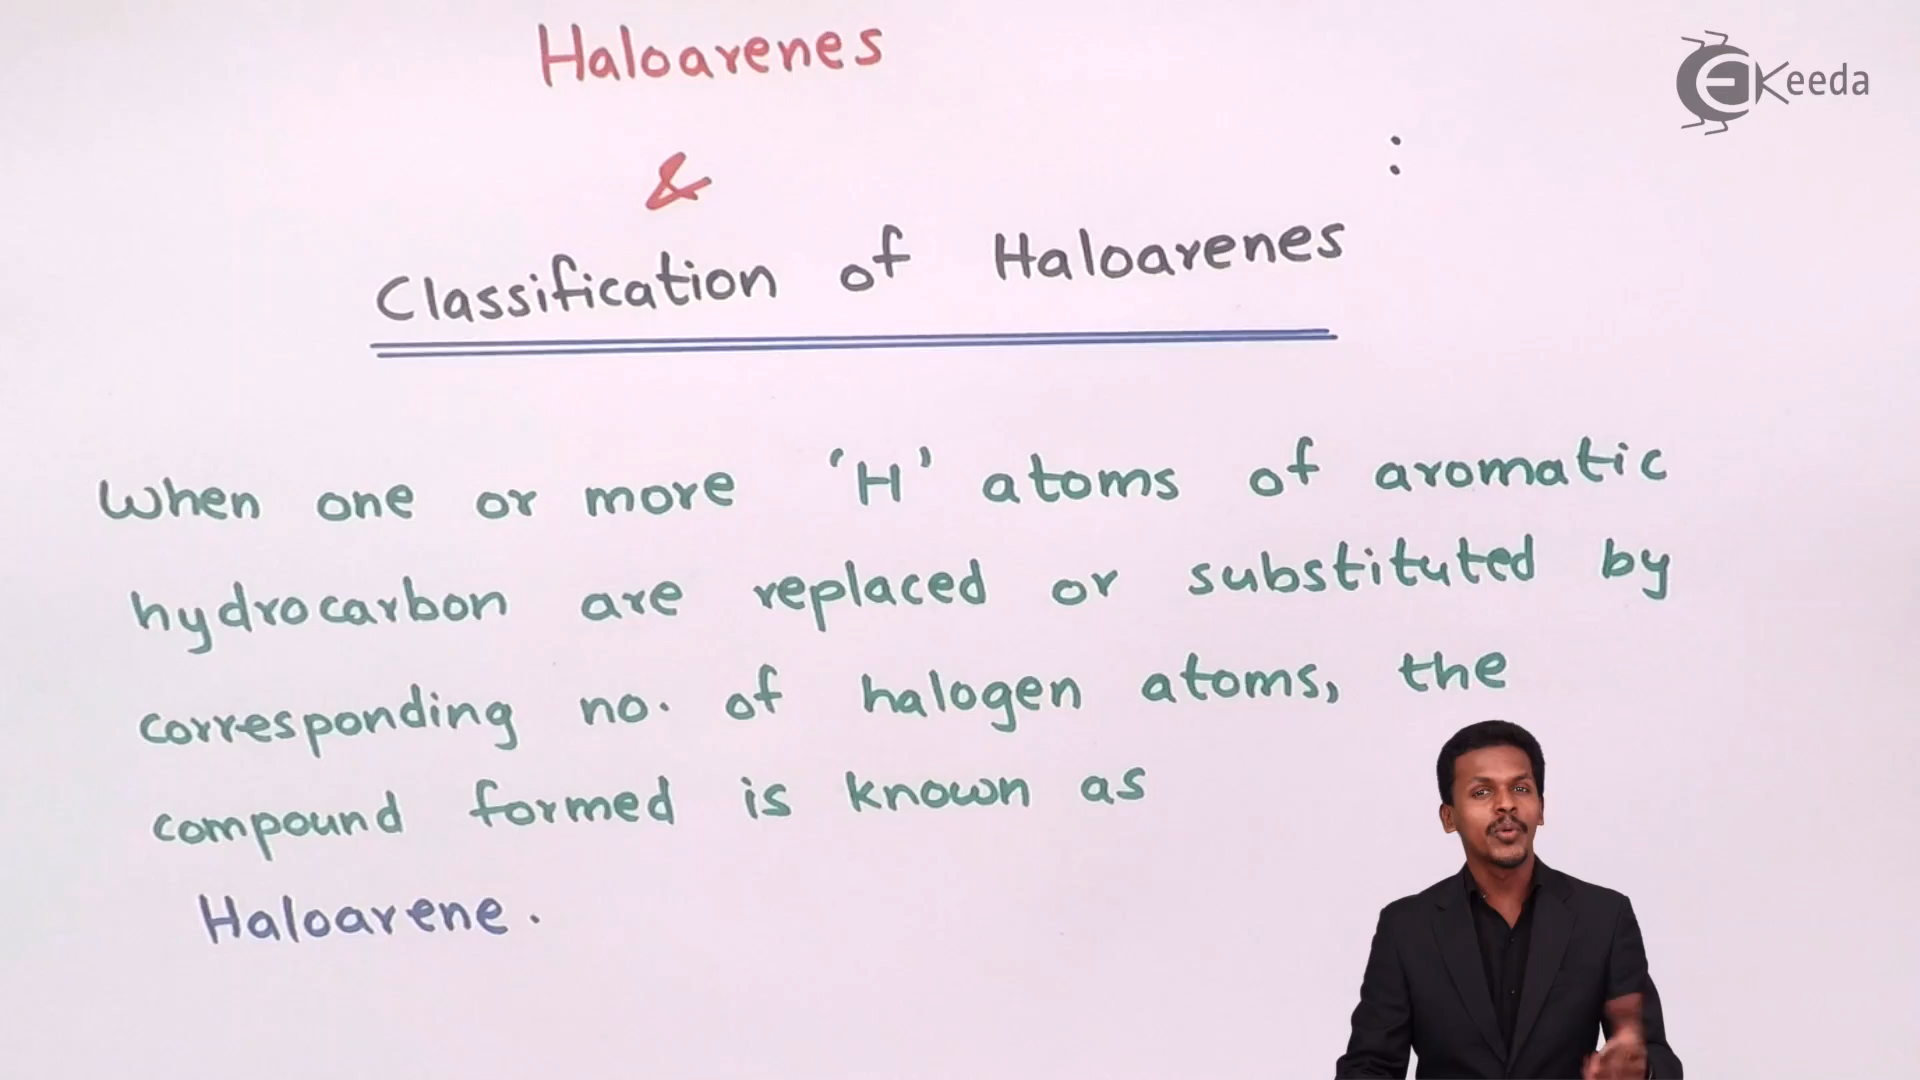 Haloarenes
EKeeda
&
:
Classification of Haloarenes
When one or more 'H' atoms of aromatic
hydrocarbon are replaced or substituted by
corresponding no. of halogen atoms, the
compound formed is known as
Haloarene.